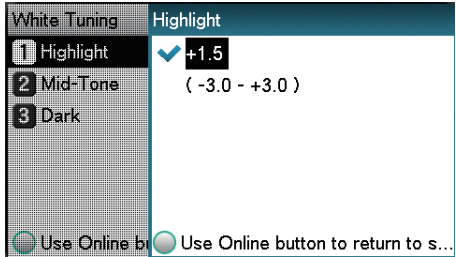 White Tuning
1 Highlight
2 Mid-Tone
3 Dark
Use Online bu
Highlight
+1.5
( -3.0 - +3.0 )
Use Online button to return to s...